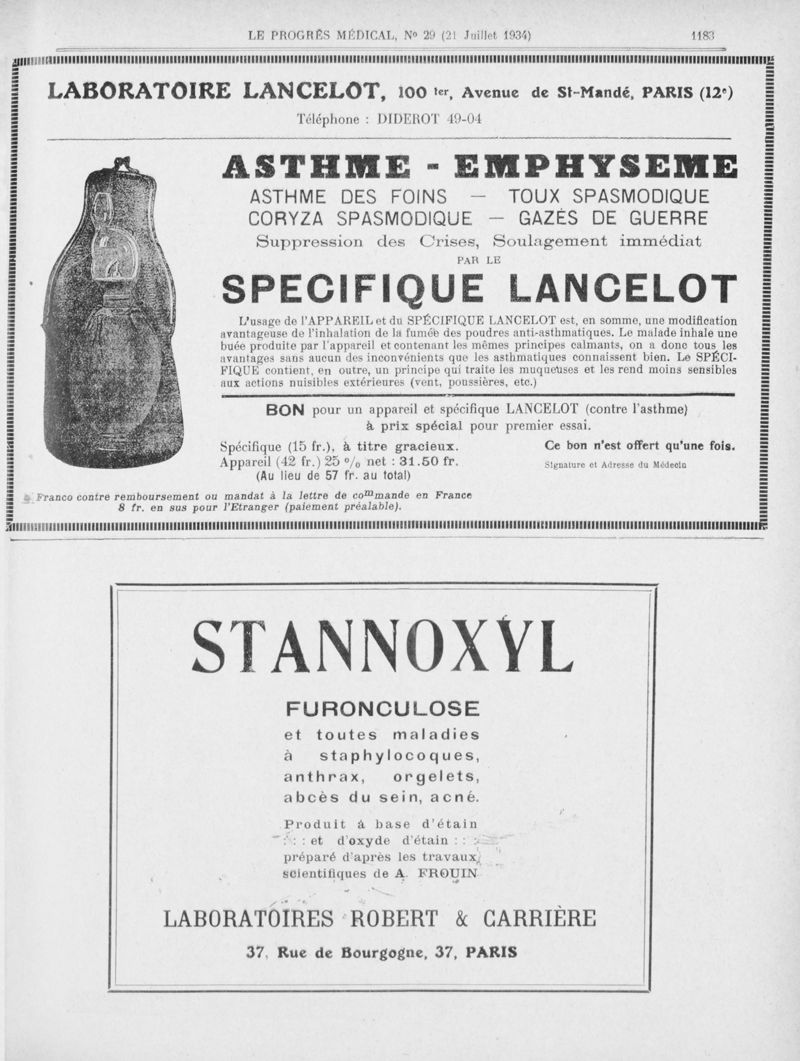 LE PROGRÈS MÉDICAL, No 29 (21 Juillet 1934) 1183
LABORATOIRE LANCELOT, 100 ter, Avenue de St-Mandé, PARIS (12e)
Téléphone : DIDEROT 49-04
ASTHME - EMPHYSEME
ASTHME DES FOINS — TOUX SPASMODIQUE
CORYZA SPASMODIQUE — GAZÉS DE GUERRE
Suppression des Crises, Soulagement immédiat
PAR LE
SPECIFIQUE LANCELOT
L'usage de l'APPAREIL et du SPÉCIFIQUE LANCELOT est, en somme, une modification
avantageuse de l'inhalation de la fumée des poudres anti-asthmatiques. Le malade inhale une
buée produite par l'appareil et contenant les mêmes principes calmants, on a donc tous les
avantages sans aucun des inconvénients que les asthmatiques connaissent bien. Le SPÉCI-
FIQUE contient, en outre, un principe qui traite les muqueuses et les rend moins sensibles
aux actions nuisibles extérieures (vent, poussières, etc.)
BON pour un appareil et spécifique LANCELOT (contre l'asthme)
à prix spécial pour premier essai.
Spécifique (15 fr.), à titre gracieux.
Appareil (42 fr.) 25 % net : 31.50 fr.
(Au lieu de 57 fr. au total)
Ce bon n'est offert qu'une fois.
Signature et Adresse du Médecin
Franco contre remboursement ou mandat à la lettre de commande en France
8 fr. en sus pour l'Etranger (paiement préalable).
STANNOXYL
FURONCULOSE
et toutes maladies
à staphylocoques,
anthrax, orgelets,
abcès du sein, acné.
Produit à base d'étain
: : : et d'oxyde d'étain : : :
préparé d'après les travaux
scientifiques de A. FROUIN
LABORATOIRES ROBERT & CARRIÈRE
37, Rue de Bourgogne, 37, PARIS